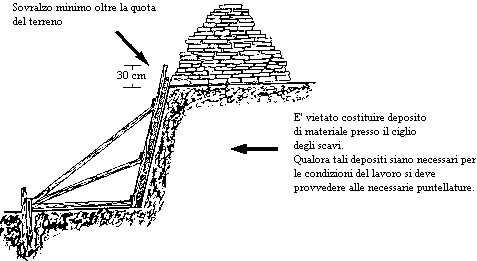 Sovralzo minimo oltre la quota
del terreno
30 cm
E' vietato costituire deposito
di materiale presso il ciglio
degli scavi.
Qualora tali depositi siano necessari per
le condizioni del lavoro si deve
provvedere alle necessarie puntellature.